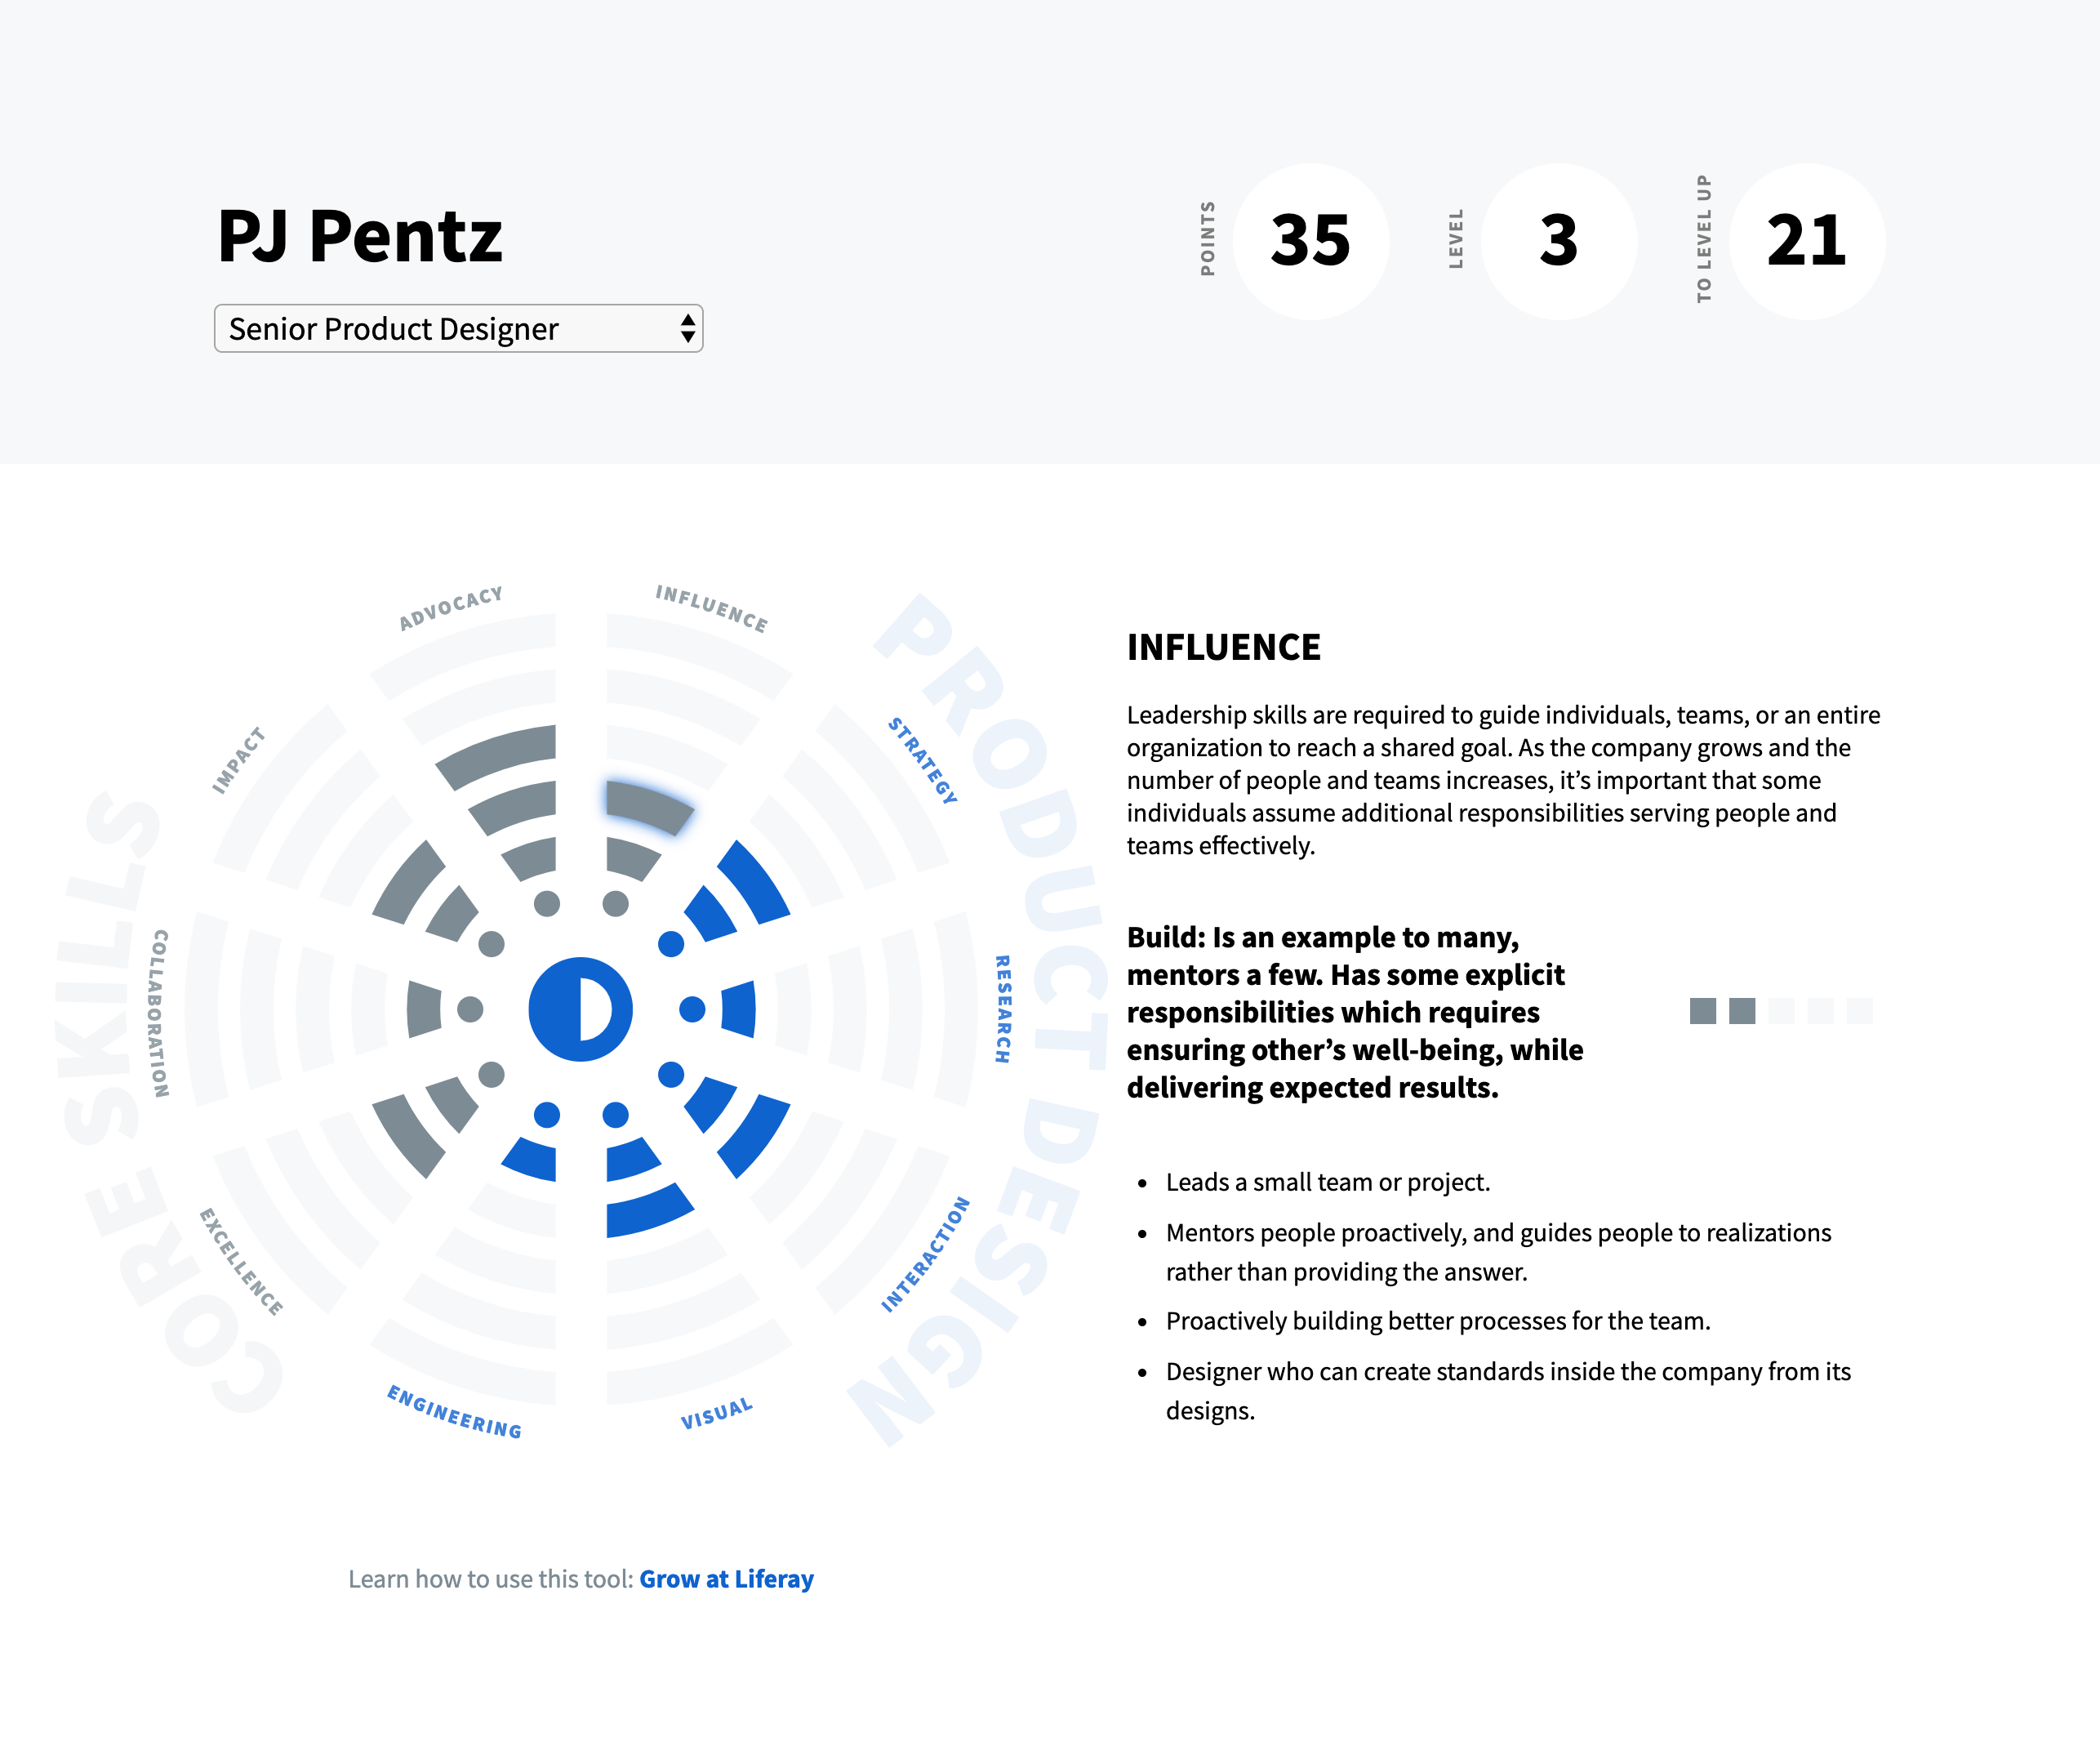 PJ Pentz
Senior Product Designer
POINTS
35
LEVEL
3
TO LEVEL UP
21
ADVOCACY
INFLUENCE
IMPACT
STRATEGY
COLLABORATION
RESEARCH
EXCELLENCE
INTERACTION
ENGINEERING
VISUAL
CORE SKILLS
PRODUCT DESIGN
INFLUENCE
Leadership skills are required to guide individuals, teams, or an entire
organization to reach a shared goal. As the company grows and the
number of people and teams increases, it’s important that some
individuals assume additional responsibilities serving people and
teams effectively.
Build: Is an example to many,
mentors a few. Has some explicit
responsibilities which requires
ensuring other’s well-being, while
delivering expected results.
• Leads a small team or project.
• Mentors people proactively, and guides people to realizations
rather than providing the answer.
• Proactively building better processes for the team.
• Designer who can create standards inside the company from its
designs.
Learn how to use this tool: Grow at Liferay